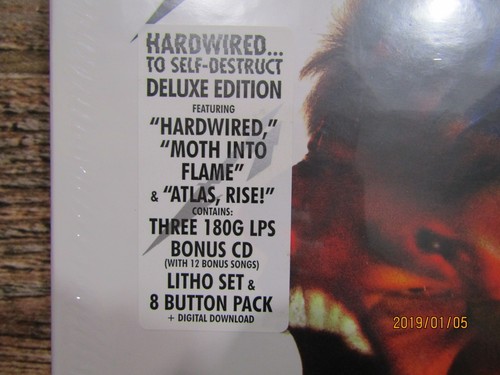 HARDWIRED...
TO SELF-DESTRUCT
DELUXE EDITION
FEATURING
“HARDWIRED,”
“MOTH INTO
FLAME”
& “ATLAS, RISE!”
CONTAINS:
THREE 180G LPS
BONUS CD
(WITH 12 BONUS SONGS)
LITHO SET &
8 BUTTON PACK
+ DIGITAL DOWNLOAD
2019/01/05